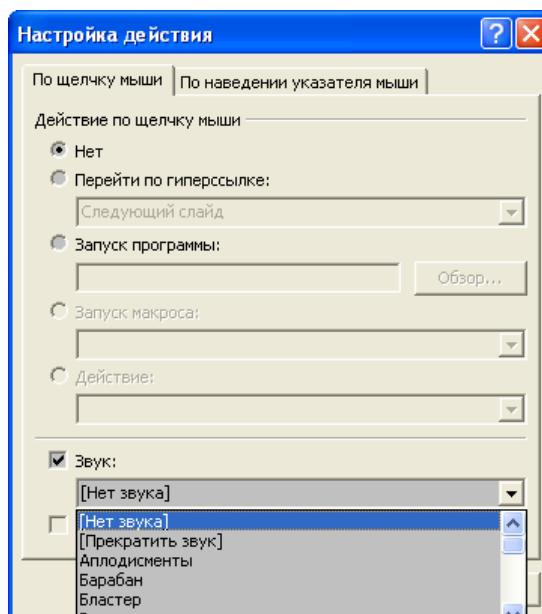 Настройка действия
По щелчку мыши По наведении указателя мыши
Действие по щелчку мыши
Нет
Перейти по гиперссылке:
Следующий слайд
Запуск программы:
Обзор...
Запуск макроса:
Действие:
Звук:
[Нет звука]
[Нет звука]
[Прекратить звук]
Аплодисменты
Барабан
Бластер